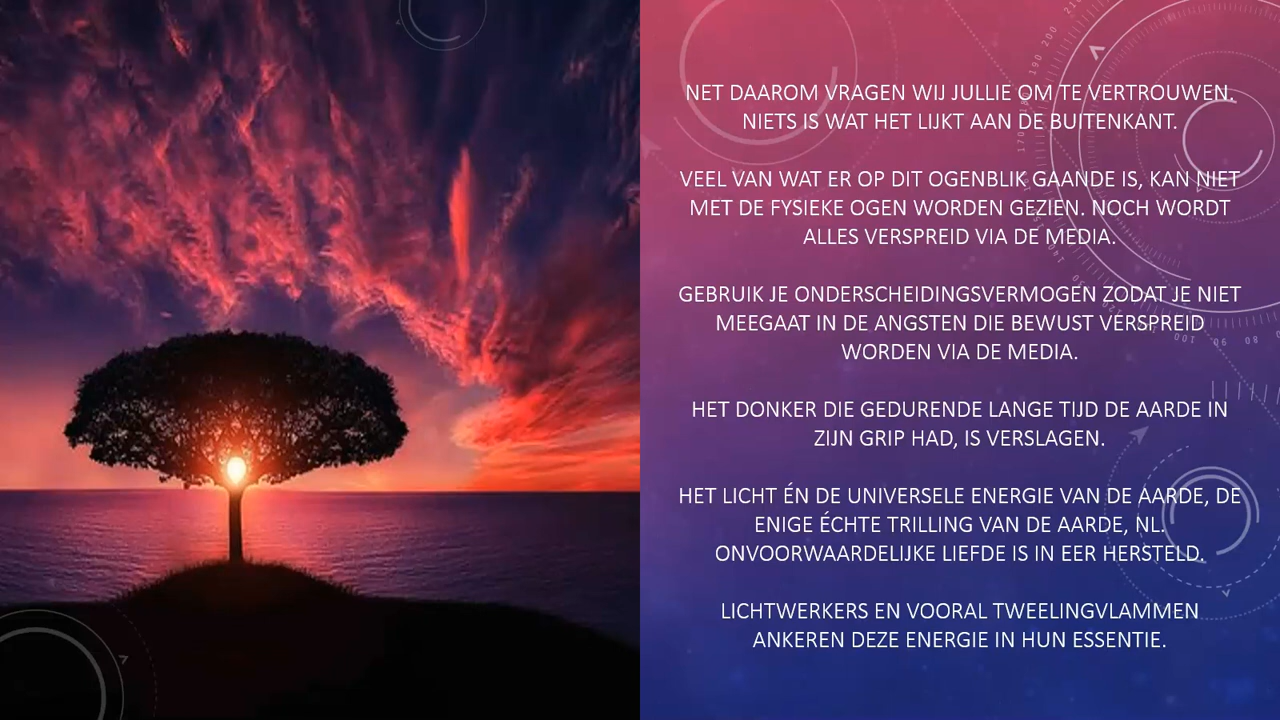 NET DAAROM VRAGEN WIJ JULLIE OM TE VERTROUWEN.
NIETS IS WAT HET LIJKT AAN DE BUITENKANT.
VEEL VAN WAT ER OP DIT OGENBLIK GAANDE IS, KAN NIET
MET DE FYSIEKE OGEN WORDEN GEZIEN. NOCH WORDT
ALLES VERSPREID VIA DE MEDIA.
GEBRUIK JE ONDERSCHEIDINGSVERMOGEN ZODAT JE NIET
MEEGAAT IN DE ANGSTEN DIE BEWUST VERSPREID
WORDEN VIA DE MEDIA.
HET DONKER DIE GEDURENDE LANGE TIJD DE AARDE IN
ZIJN GRIP HAD, IS VERSLAGEN.
HET LICHT ÉN DE UNIVERSELE ENERGIE VAN DE AARDE, DE
ENIGE ÉCHTE TRILLING VAN DE AARDE, NL.
ONVOORWAARDELIJKE LIEFDE IS IN EER HERSTELD.
LICHTWERKERS EN VOORAL TWEELINGVLAMMEN
ANKEREN DEZE ENERGIE IN HUN ESSENTIE.